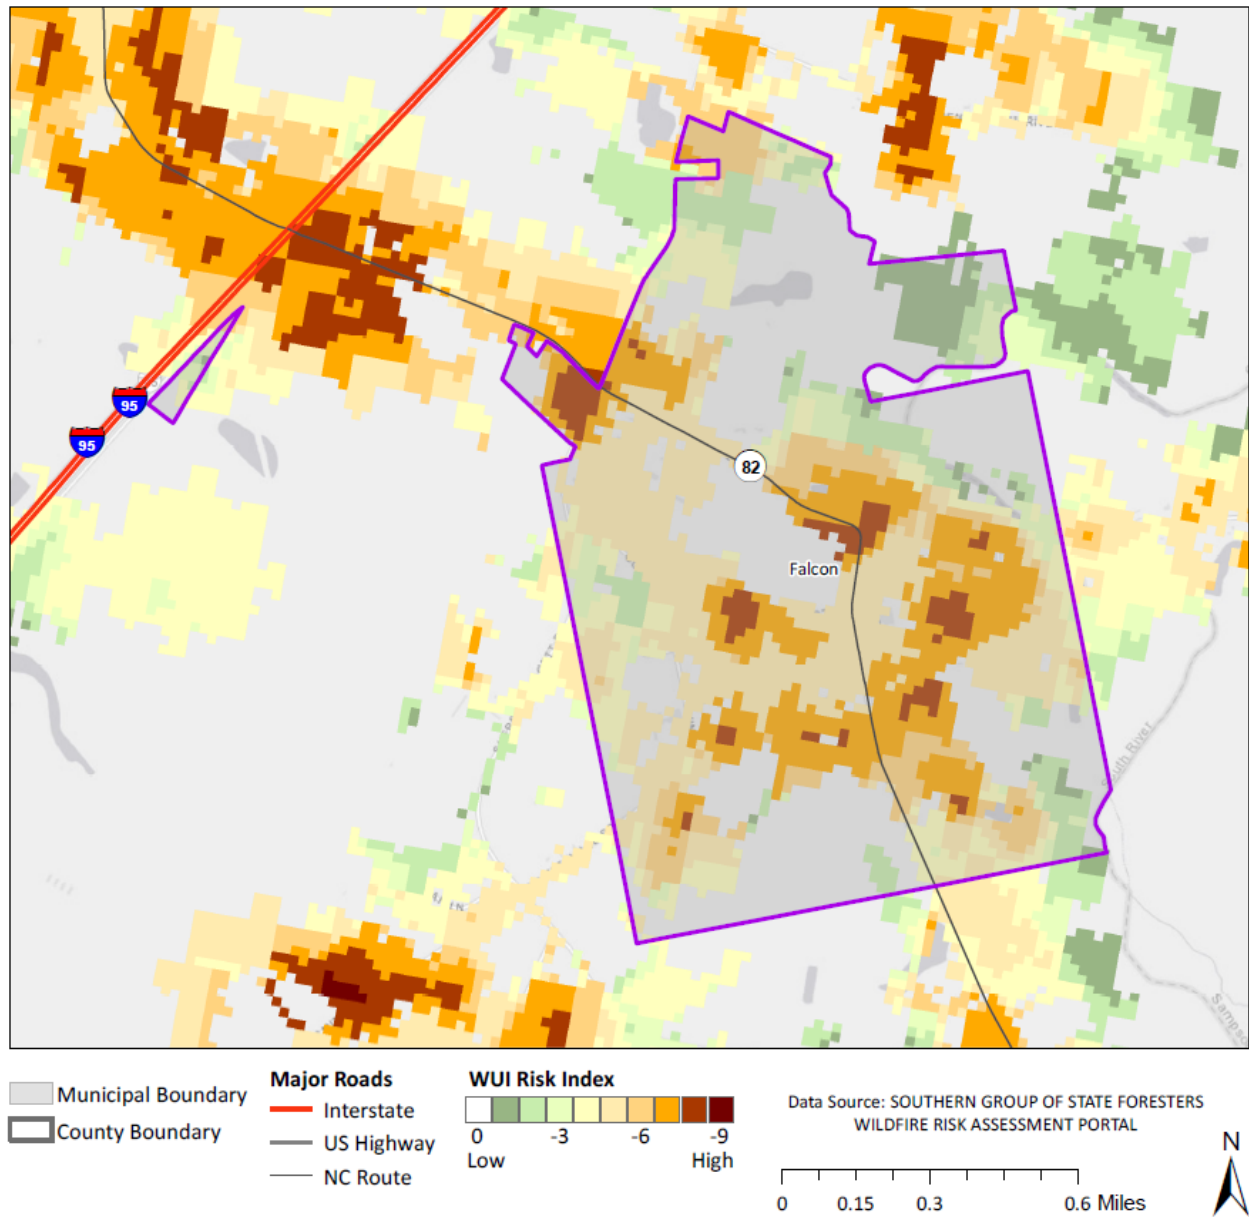 95
95
82
Falcon
South River
Sampso
Municipal Boundary
County Boundary
Major Roads
Interstate
US Highway
NC Route
WUI Risk Index
0
-3
-6
-9
Low
High
Data Source: SOUTHERN GROUP OF STATE FORESTERS
WILDFIRE RISK ASSESSMENT PORTAL
N
0
0.15
0.3
0.6 Miles